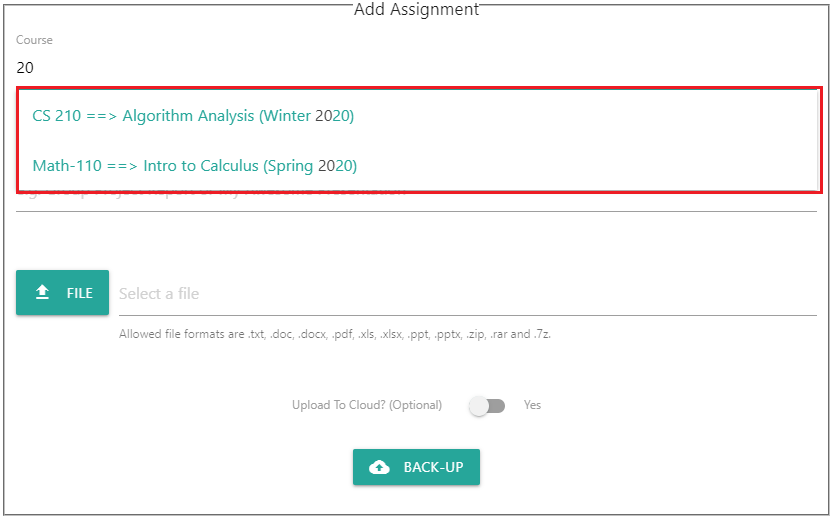 Add Assignment
Course
20
CS 210 ==> Algorithm Analysis (Winter 2020)
Math-110 ==> Intro to Calculus (Spring 2020)
FILE
Select a file
Allowed file formats are .txt, .doc, .docx, .pdf, .xls, .xlsx, .ppt, .pptx, .zip, .rar and .7z.
Upload To Cloud? (Optional) Yes
BACK-UP